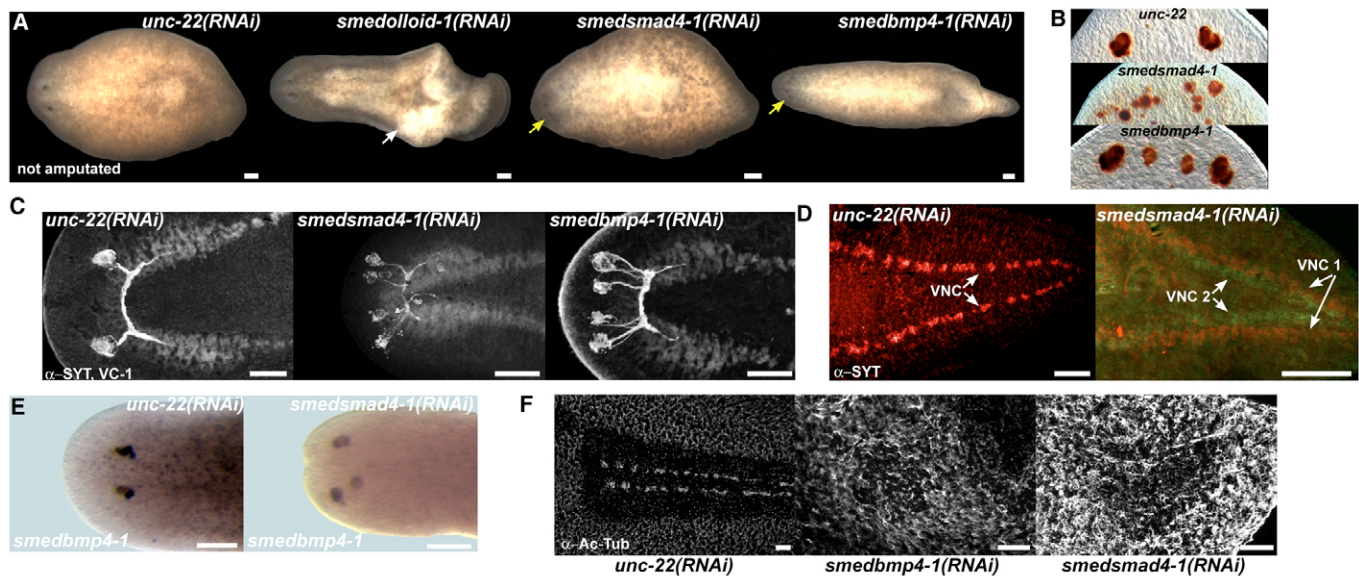 A
unc-22(RNAi)
smedolloid-1(RNAi)
smedsmad4-1(RNAi)
smedbmp4-1(RNAi)
not amputated
B
unc-22
smedsmad4-1
smedbmp4-1
C
unc-22(RNAi)
smedsmad4-1(RNAi)
smedbmp4-1(RNAi)
α–SYT, VC-1
D
unc-22(RNAi)
smedsmad4-1(RNAi)
VNC
VNC 1
VNC 2
α–SYT
E
unc-22(RNAi)
smedsmad4-1(RNAi)
smedbmp4-1
smedbmp4-1
F
α–Ac-Tub
unc-22(RNAi)
smedbmp4-1(RNAi)
smedsmad4-1(RNAi)